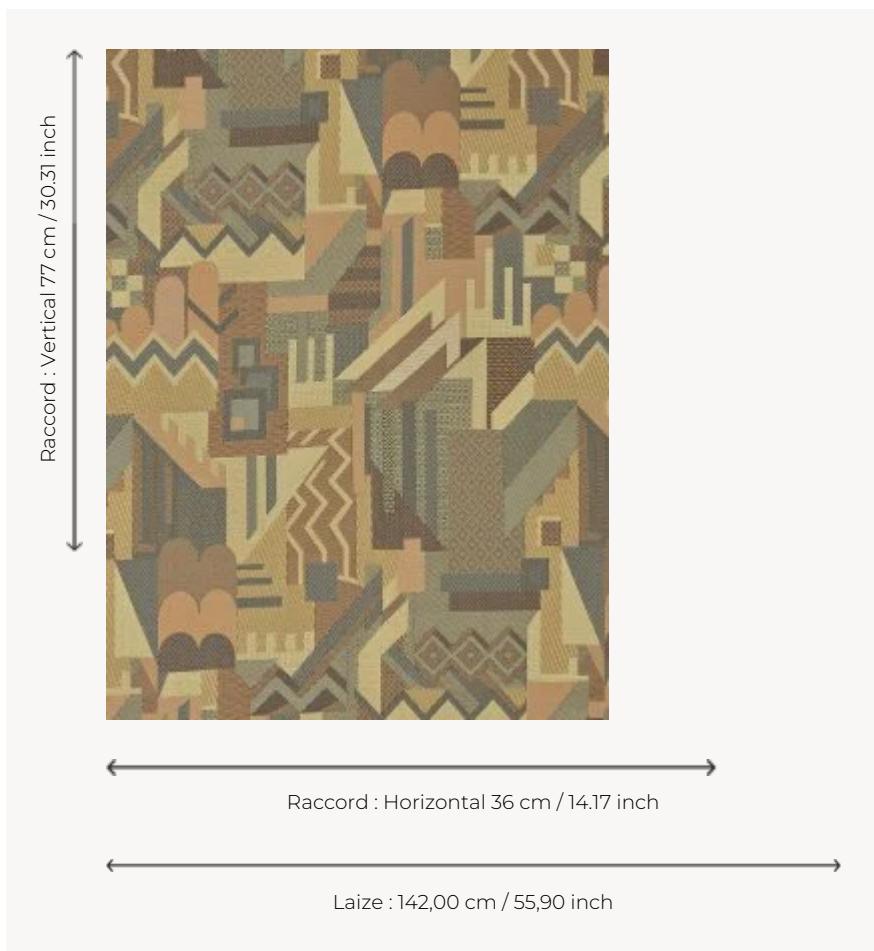 Raccord : Vertical 77 cm / 30.31 inch
Raccord : Horizontal 36 cm / 14.17 inch
Laize : 142,00 cm / 55,90 inch